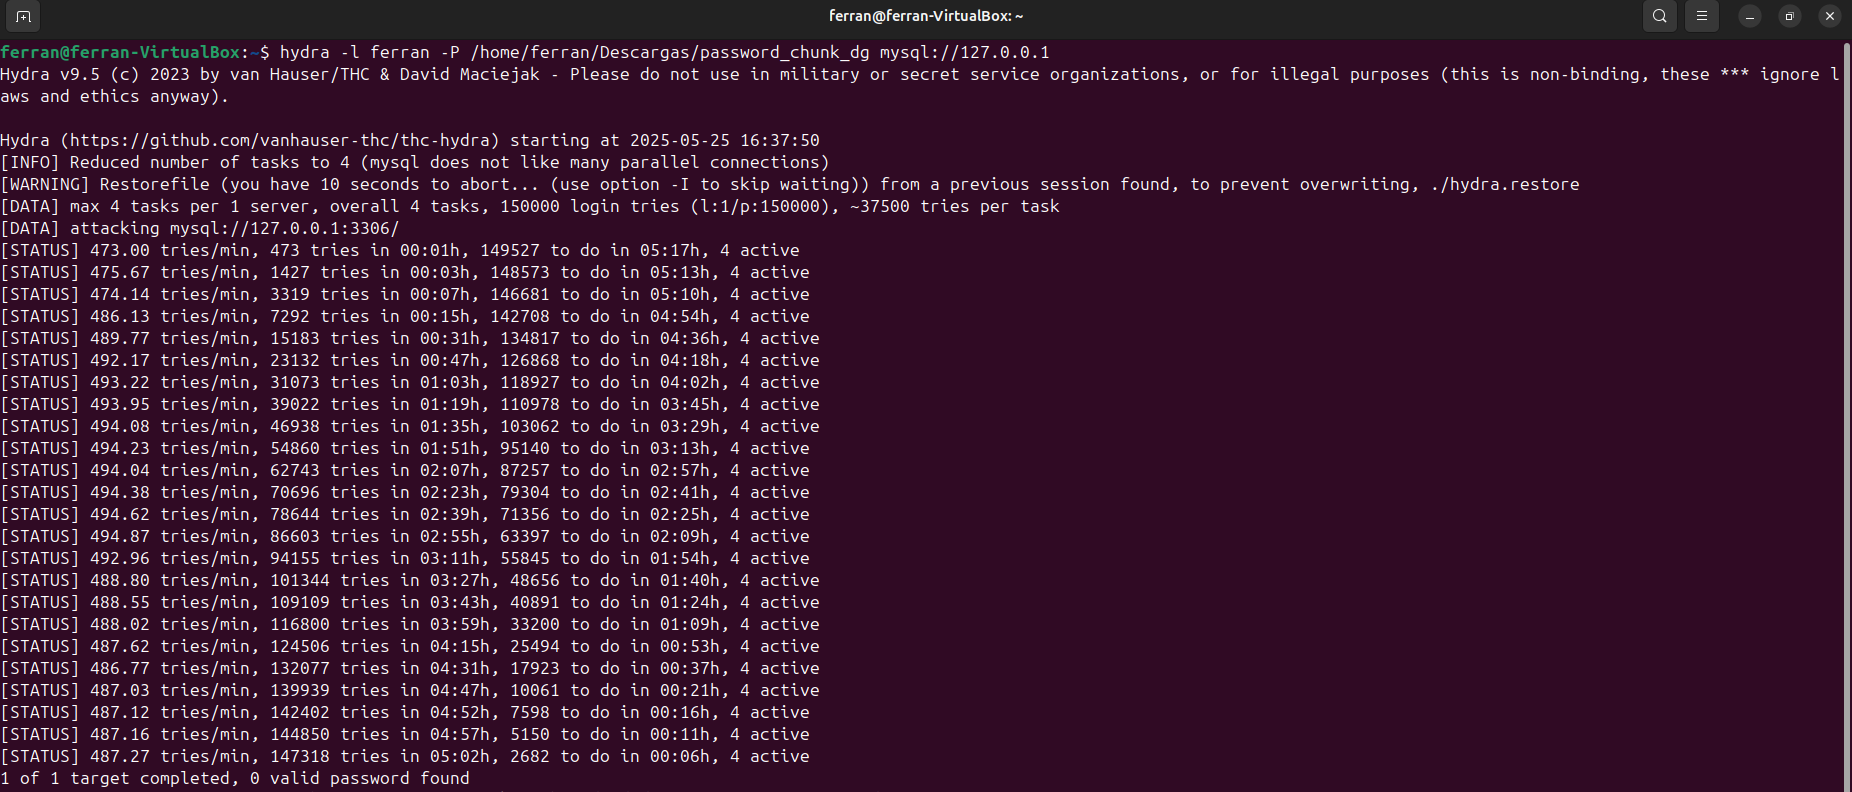 ferran@ferran-VirtualBox: ~
ferran@ferran-VirtualBox:~$ hydra -l ferran -P /home/ferran/Descargas/password_chunk_dg mysql://127.0.0.1
Hydra v9.5 (c) 2023 by van Hauser/THC & David Maciejak - Please do not use in military or secret service organizations, or for illegal purposes (this is non-binding, these *** ignore l
aws and ethics anyway).
Hydra (https://github.com/vanhauser-thc/thc-hydra) starting at 2025-05-25 16:37:50
[INFO] Reduced number of tasks to 4 (mysql does not like many parallel connections)
[WARNING] Restorefile (you have 10 seconds to abort... (use option -I to skip waiting)) from a previous session found, to prevent overwriting, ./hydra.restore
[DATA] max 4 tasks per 1 server, overall 4 tasks, 150000 login tries (l:1/p:150000), ~37500 tries per task
[DATA] attacking mysql://127.0.0.1:3306/
[STATUS] 473.00 tries/min, 473 tries in 00:01h, 149527 to do in 05:17h, 4 active
[STATUS] 475.67 tries/min, 1427 tries in 00:03h, 148573 to do in 05:13h, 4 active
[STATUS] 474.14 tries/min, 3319 tries in 00:07h, 146681 to do in 05:10h, 4 active
[STATUS] 486.13 tries/min, 7292 tries in 00:15h, 142708 to do in 04:54h, 4 active
[STATUS] 489.77 tries/min, 15183 tries in 00:31h, 134817 to do in 04:36h, 4 active
[STATUS] 492.17 tries/min, 23132 tries in 00:47h, 126868 to do in 04:18h, 4 active
[STATUS] 493.22 tries/min, 31073 tries in 01:03h, 118927 to do in 04:02h, 4 active
[STATUS] 493.95 tries/min, 39022 tries in 01:19h, 110978 to do in 03:45h, 4 active
[STATUS] 494.08 tries/min, 46938 tries in 01:35h, 103062 to do in 03:29h, 4 active
[STATUS] 494.23 tries/min, 54860 tries in 01:51h, 95140 to do in 03:13h, 4 active
[STATUS] 494.04 tries/min, 62743 tries in 02:07h, 87257 to do in 02:57h, 4 active
[STATUS] 494.38 tries/min, 70696 tries in 02:23h, 79304 to do in 02:41h, 4 active
[STATUS] 494.62 tries/min, 78644 tries in 02:39h, 71356 to do in 02:25h, 4 active
[STATUS] 494.87 tries/min, 86603 tries in 02:55h, 63397 to do in 02:09h, 4 active
[STATUS] 492.96 tries/min, 94155 tries in 03:11h, 55845 to do in 01:54h, 4 active
[STATUS] 488.80 tries/min, 101344 tries in 03:27h, 48656 to do in 01:40h, 4 active
[STATUS] 488.55 tries/min, 109109 tries in 03:43h, 40891 to do in 01:24h, 4 active
[STATUS] 488.02 tries/min, 116800 tries in 03:59h, 33200 to do in 01:09h, 4 active
[STATUS] 487.62 tries/min, 124506 tries in 04:15h, 25494 to do in 00:53h, 4 active
[STATUS] 486.77 tries/min, 132077 tries in 04:31h, 17923 to do in 00:37h, 4 active
[STATUS] 487.03 tries/min, 139939 tries in 04:47h, 10061 to do in 00:21h, 4 active
[STATUS] 487.12 tries/min, 142402 tries in 04:52h, 7598 to do in 00:16h, 4 active
[STATUS] 487.16 tries/min, 144850 tries in 04:57h, 5150 to do in 00:11h, 4 active
[STATUS] 487.27 tries/min, 147318 tries in 05:02h, 2682 to do in 00:06h, 4 active
1 of 1 target completed, 0 valid password found